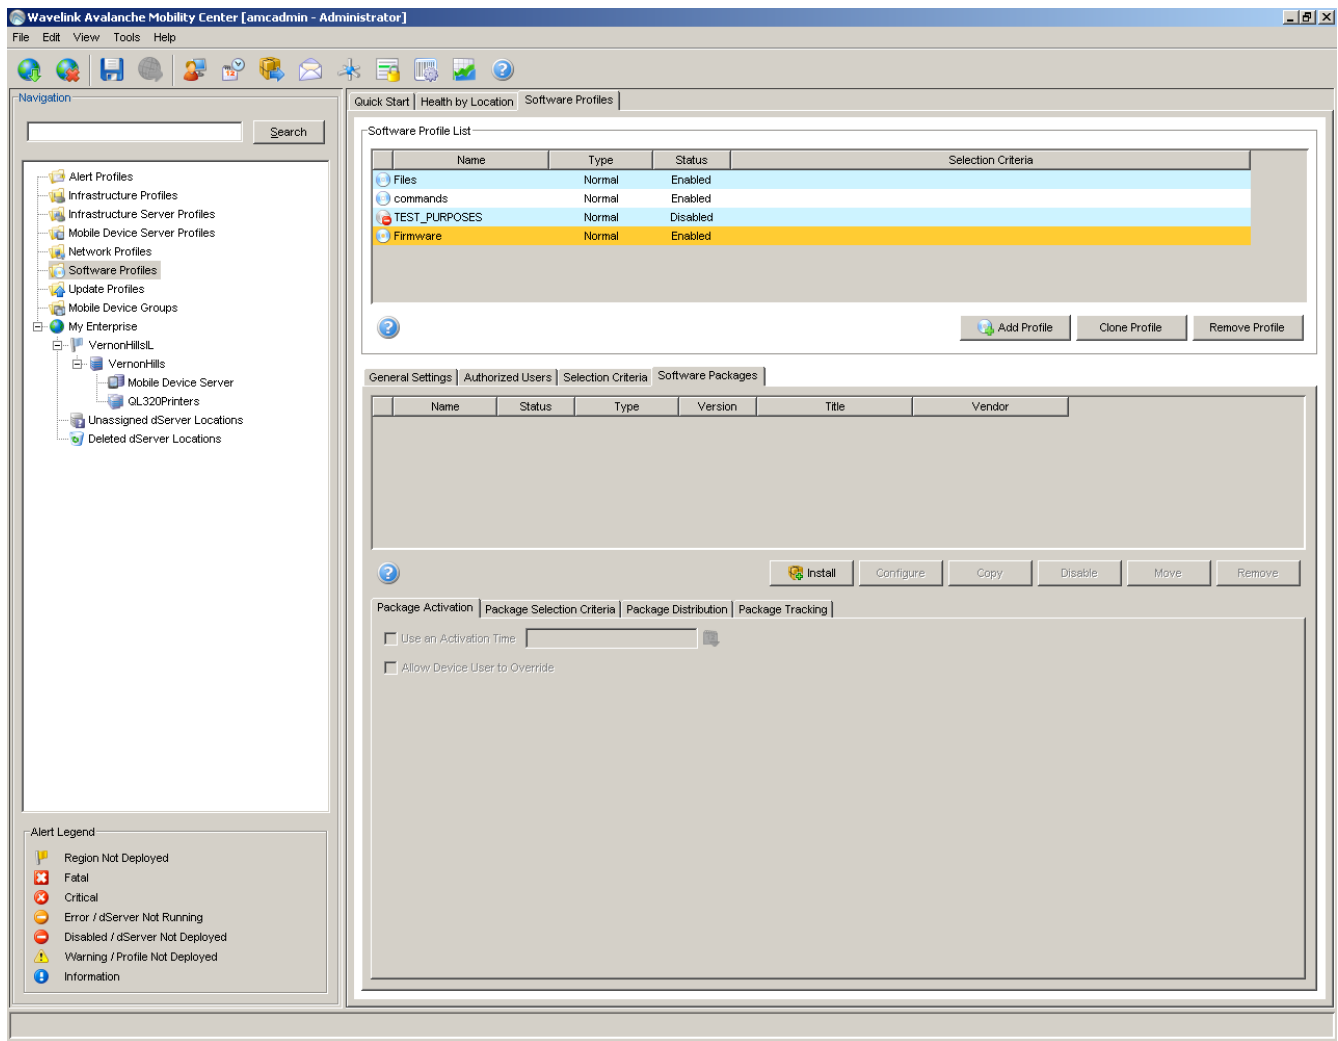 Wavelink Avalanche Mobility Center [amcadmin - Administrator]
File Edit View Tools Help
Navigation
Search
Alert Profiles
Infrastructure Profiles
Infrastructure Server Profiles
Mobile Device Server Profiles
Network Profiles
Software Profiles
Update Profiles
Mobile Device Groups
My Enterprise
VernonHillsIL
VernonHills
Mobile Device Server
QL320Printers
Unassigned dServer Locations
Deleted dServer Locations
Alert Legend
Region Not Deployed
Fatal
Critical
Error / dServer Not Running
Disabled / dServer Not Deployed
Warning / Profile Not Deployed
Information
Quick Start Health by Location Software Profiles
Software Profile List
Name Type Status Selection Criteria
Files Normal Enabled
commands Normal Enabled
TEST_PURPOSES Normal Disabled
Firmware Normal Enabled
Add Profile Clone Profile Remove Profile
General Settings Authorized Users Selection Criteria Software Packages
Name Status Type Version Title Vendor
Install Configure Copy Disable Move Remove
Package Activation Package Selection Criteria Package Distribution Package Tracking
Use an Activation Time
Allow Device User to Override